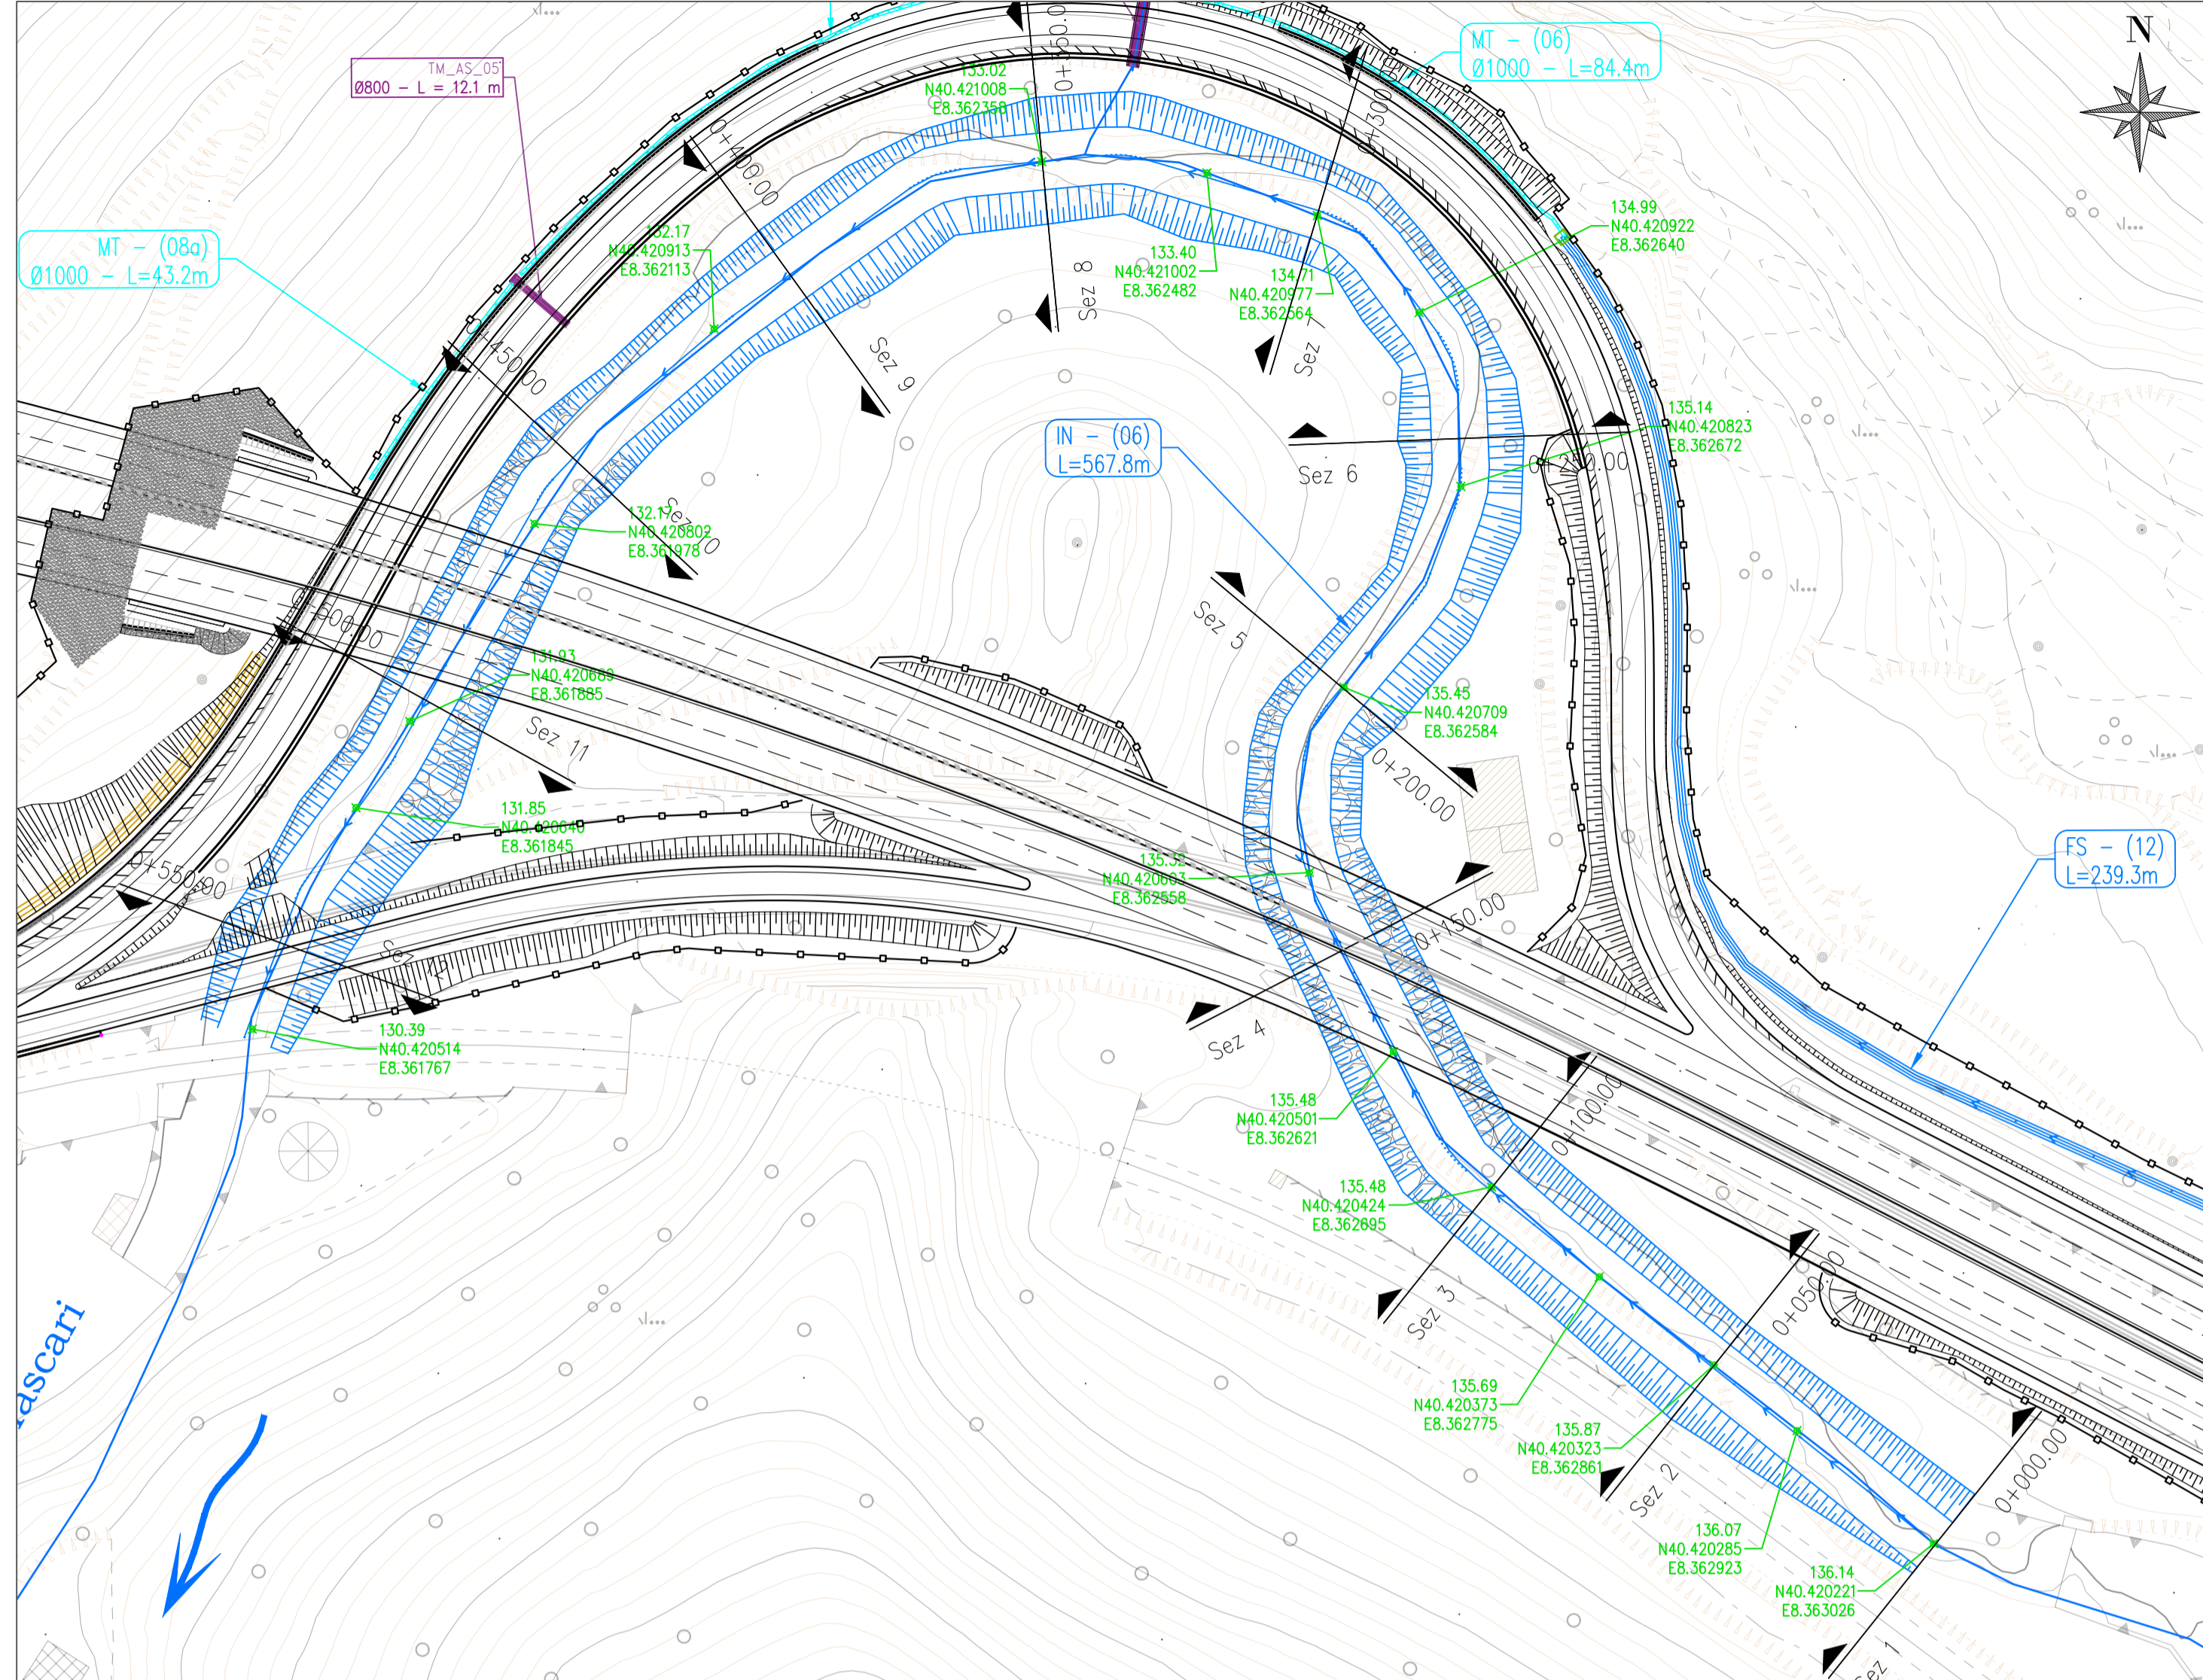 N
MT - (06)
Ø1000 - L=84.4m
TM_AS_05
Ø800 - L = 12.1 m
133.02
N40.421008
E8.362358
0+400.00
MT - (08a)
Ø1000 - L=43.2m
132.17
N40.420913
E8.362113
133.40
N40.421002
E8.362482
134.71
N40.420977
E8.362564
134.99
N40.420922
E8.362640
Sez 8
Sez 7
Sez 9
0+450.00
135.14
N40.420823
E8.362672
IN - (06)
L=567.8m
Sez 6
132.17
N40.420802
E8.361978
0+500.00
Sez 5
131.93
N40.420689
E8.361885
Sez 11
135.45
N40.420709
E8.362584
0+200.00
131.85
N40.420640
E8.361845
135.32
N40.420603
E8.362558
FS - (12)
L=239.3m
0+550.00
0+150.00
Sez 4
130.39
N40.420514
E8.361767
135.48
N40.420501
E8.362621
0+100.00
135.48
N40.420424
E8.362695
Sez 3
0+050.00
135.69
N40.420373
E8.362775
135.87
N40.420323
E8.362861
Sez 2
0+000.00
136.07
N40.420285
E8.362923
136.14
N40.420221
E8.363026
Sez 1
ascari